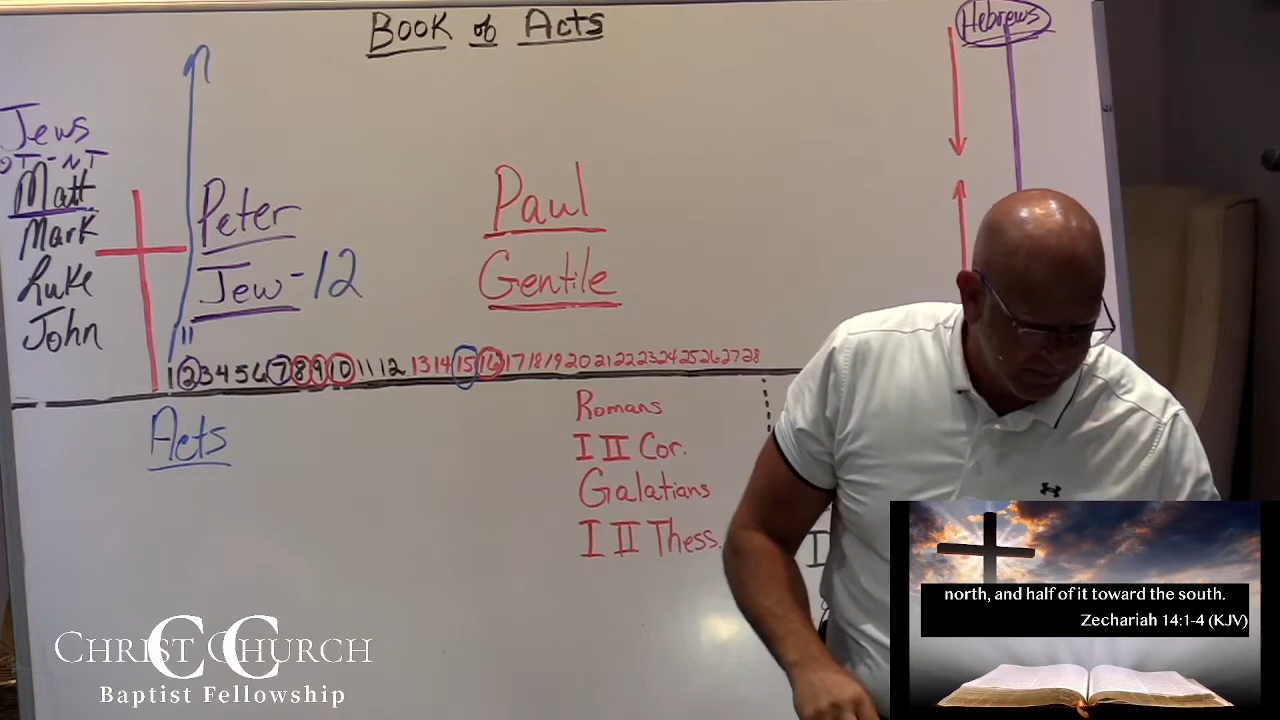 Book of Acts
Hebrews
Jews
OT-NT
Matt
Mark
Luke
John
Peter
Jew-12
Paul
Gentile
1 2 3 4 5 6 7 8 9 10 11 12 13 14 15 16 17 18 19 20 21 22 23 24 25 26 27 28
Acts
Romans
I II Cor.
Galatians
I II Thess.
north, and half of it toward the south.
Zechariah 14:1-4 (KJV)
CC
Christ Church
Baptist Fellowship